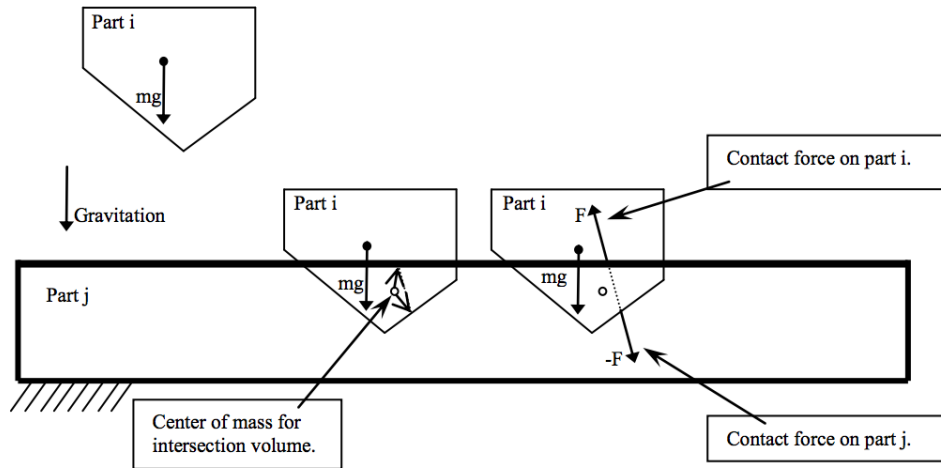 Part i
mg
Gravitation
Contact force on part i.
Part i
Part i
F
mg
mg
Part j
-F
Center of mass for
intersection volume.
Contact force on part j.